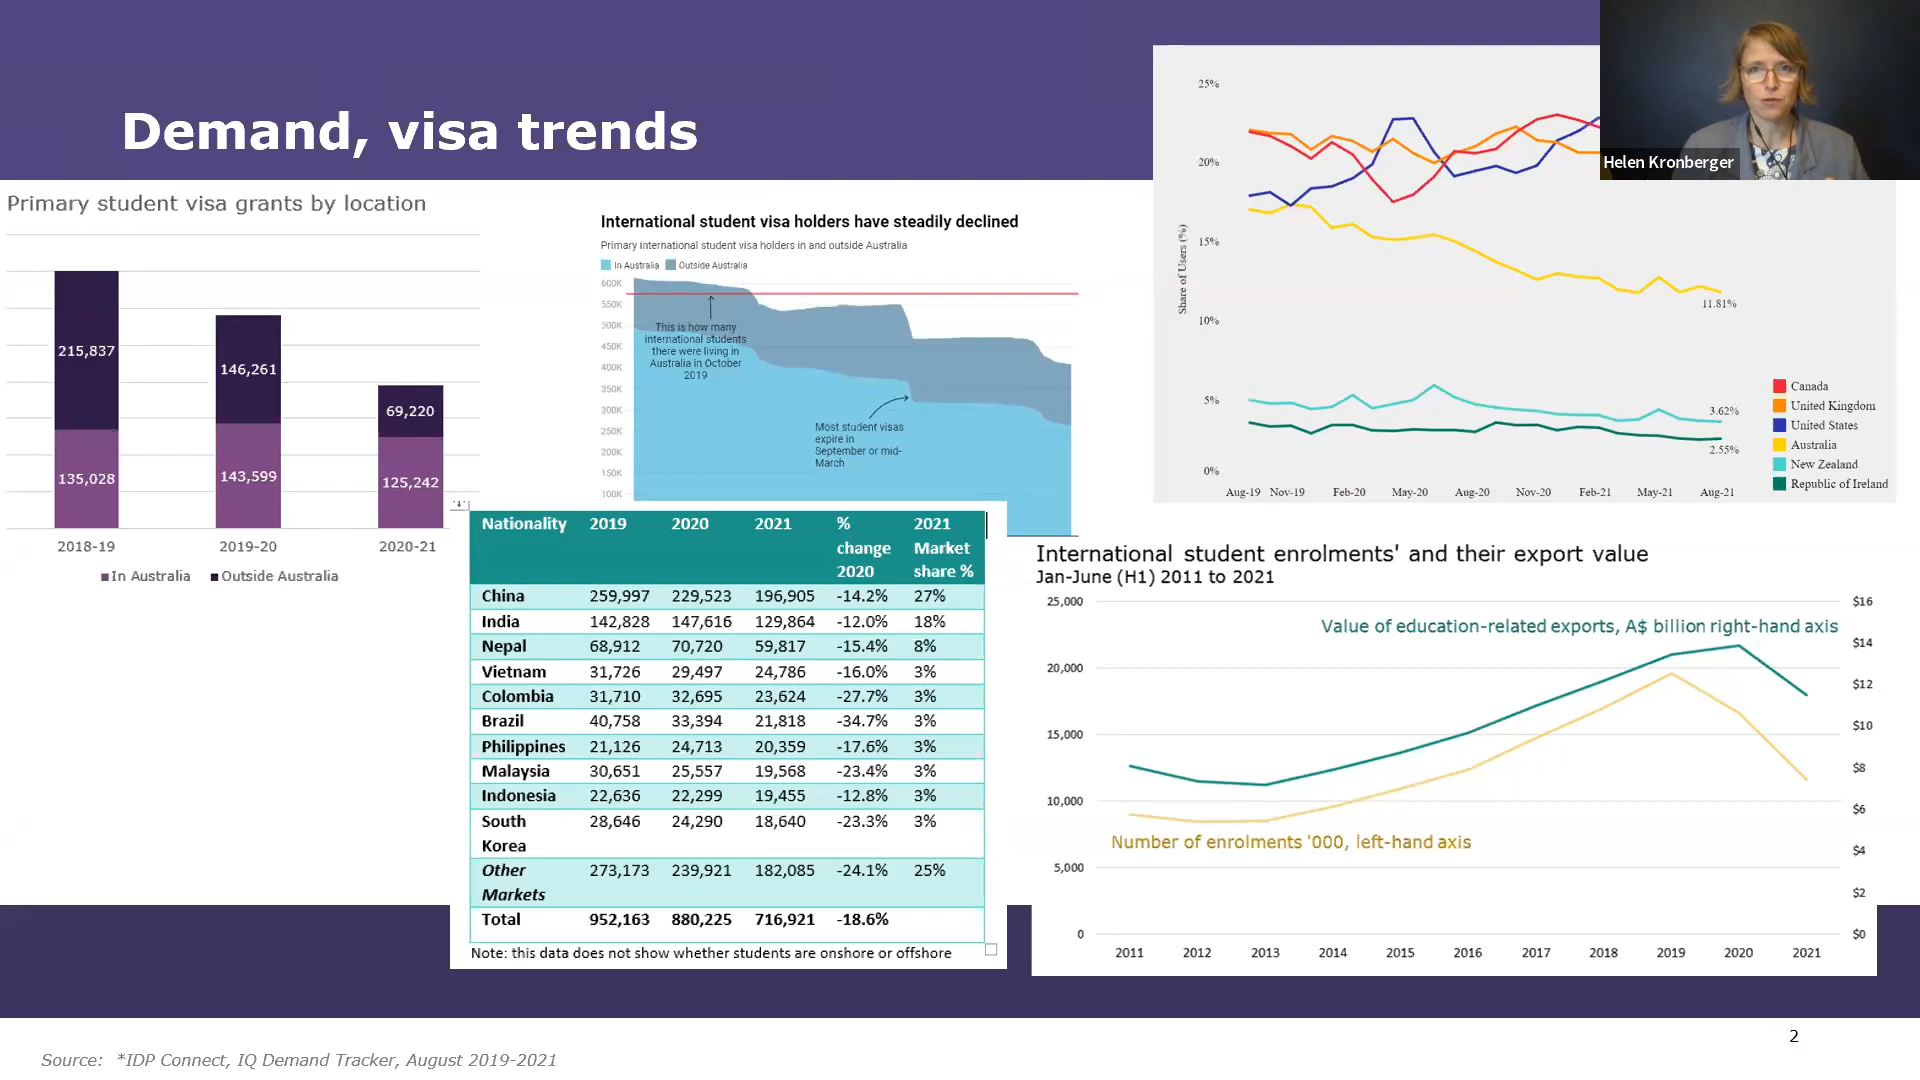 Demand, visa trends
Helen Kronberger
Primary student visa grants by location
215,837
146,261
69,220
135,028
143,599
125,242
2018-19 2019-20 2020-21
In Australia Outside Australia
International student visa holders have steadily declined
Primary international student visa holders in and outside Australia
In Australia Outside Australia
600K
500K
450K
400K
350K
300K
250K
200K
150K
100K
This is how many
international students
there were living in
Australia in October
2019
Most student visas
expire in
September or mid-
March
25%
20%
15%
10%
5%
0%
Share of Users (%)
11.81%
3.62%
2.55%
Canada
United Kingdom
United States
Australia
New Zealand
Republic of Ireland
Aug-19 Nov-19 Feb-20 May-20 Aug-20 Nov-20 Feb-21 May-21 Aug-21
Nationality 2019 2020 2021 % 2021
change Market
2020 share %
China 259,997 229,523 196,905 -14.2% 27%
India 142,828 147,616 129,864 -12.0% 18%
Nepal 68,912 70,720 59,817 -15.4% 8%
Vietnam 31,726 29,497 24,786 -16.0% 3%
Colombia 31,710 32,695 23,624 -27.7% 3%
Brazil 40,758 33,394 21,818 -34.7% 3%
Philippines 21,126 24,713 20,359 -17.6% 3%
Malaysia 30,651 25,557 19,568 -23.4% 3%
Indonesia 22,636 22,299 19,455 -12.8% 3%
South 28,646 24,290 18,640 -23.3% 3%
Korea
Other 273,173 239,921 182,085 -24.1% 25%
Markets
Total 952,163 880,225 716,921 -18.6%
Note: this data does not show whether students are onshore or offshore
International student enrolments' and their export value
Jan-June (H1) 2011 to 2021
25,000
20,000
15,000
10,000
5,000
0
Value of education-related exports, A$ billion right-hand axis
Number of enrolments '000, left-hand axis
$16
$14
$12
$10
$8
$6
$4
$2
$0
2011 2012 2013 2014 2015 2016 2017 2018 2019 2020 2021
2
Source: *IDP Connect, IQ Demand Tracker, August 2019-2021